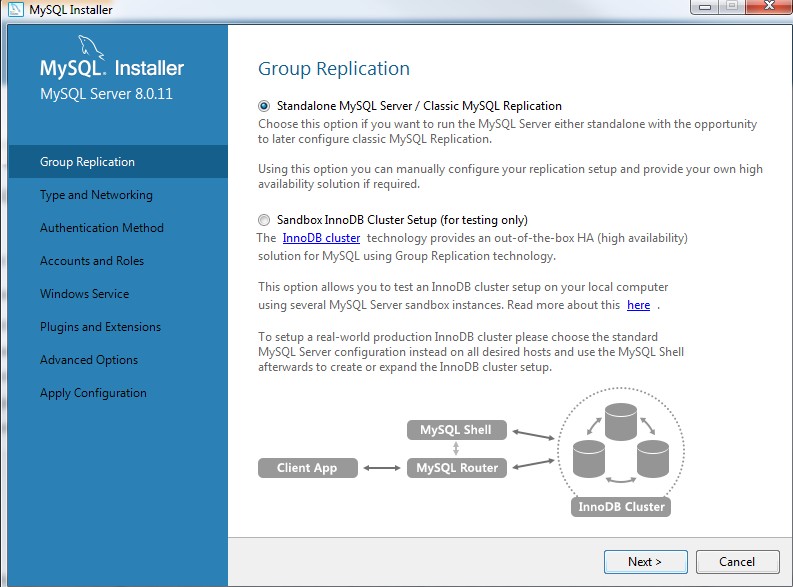 MySQL Installer
MySQL. Installer
MySQL Server 8.0.11
Group Replication
Type and Networking
Authentication Method
Accounts and Roles
Windows Service
Plugins and Extensions
Advanced Options
Apply Configuration
Group Replication
Standalone MySQL Server / Classic MySQL Replication
Choose this option if you want to run the MySQL Server either standalone with the opportunity
to later configure classic MySQL Replication.
Using this option you can manually configure your replication setup and provide your own high
availability solution if required.
Sandbox InnoDB Cluster Setup (for testing only)
The InnoDB cluster technology provides an out-of-the-box HA (high availability)
solution for MySQL using Group Replication technology.
This option allows you to test an InnoDB cluster setup on your local computer
using several MySQL Server sandbox instances. Read more about this here .
To setup a real-world production InnoDB cluster please choose the standard
MySQL Server configuration instead on all desired hosts and use the MySQL Shell
afterwards to create or expand the InnoDB cluster setup.
MySQL Shell
Client App
MySQL Router
InnoDB Cluster
Next >
Cancel